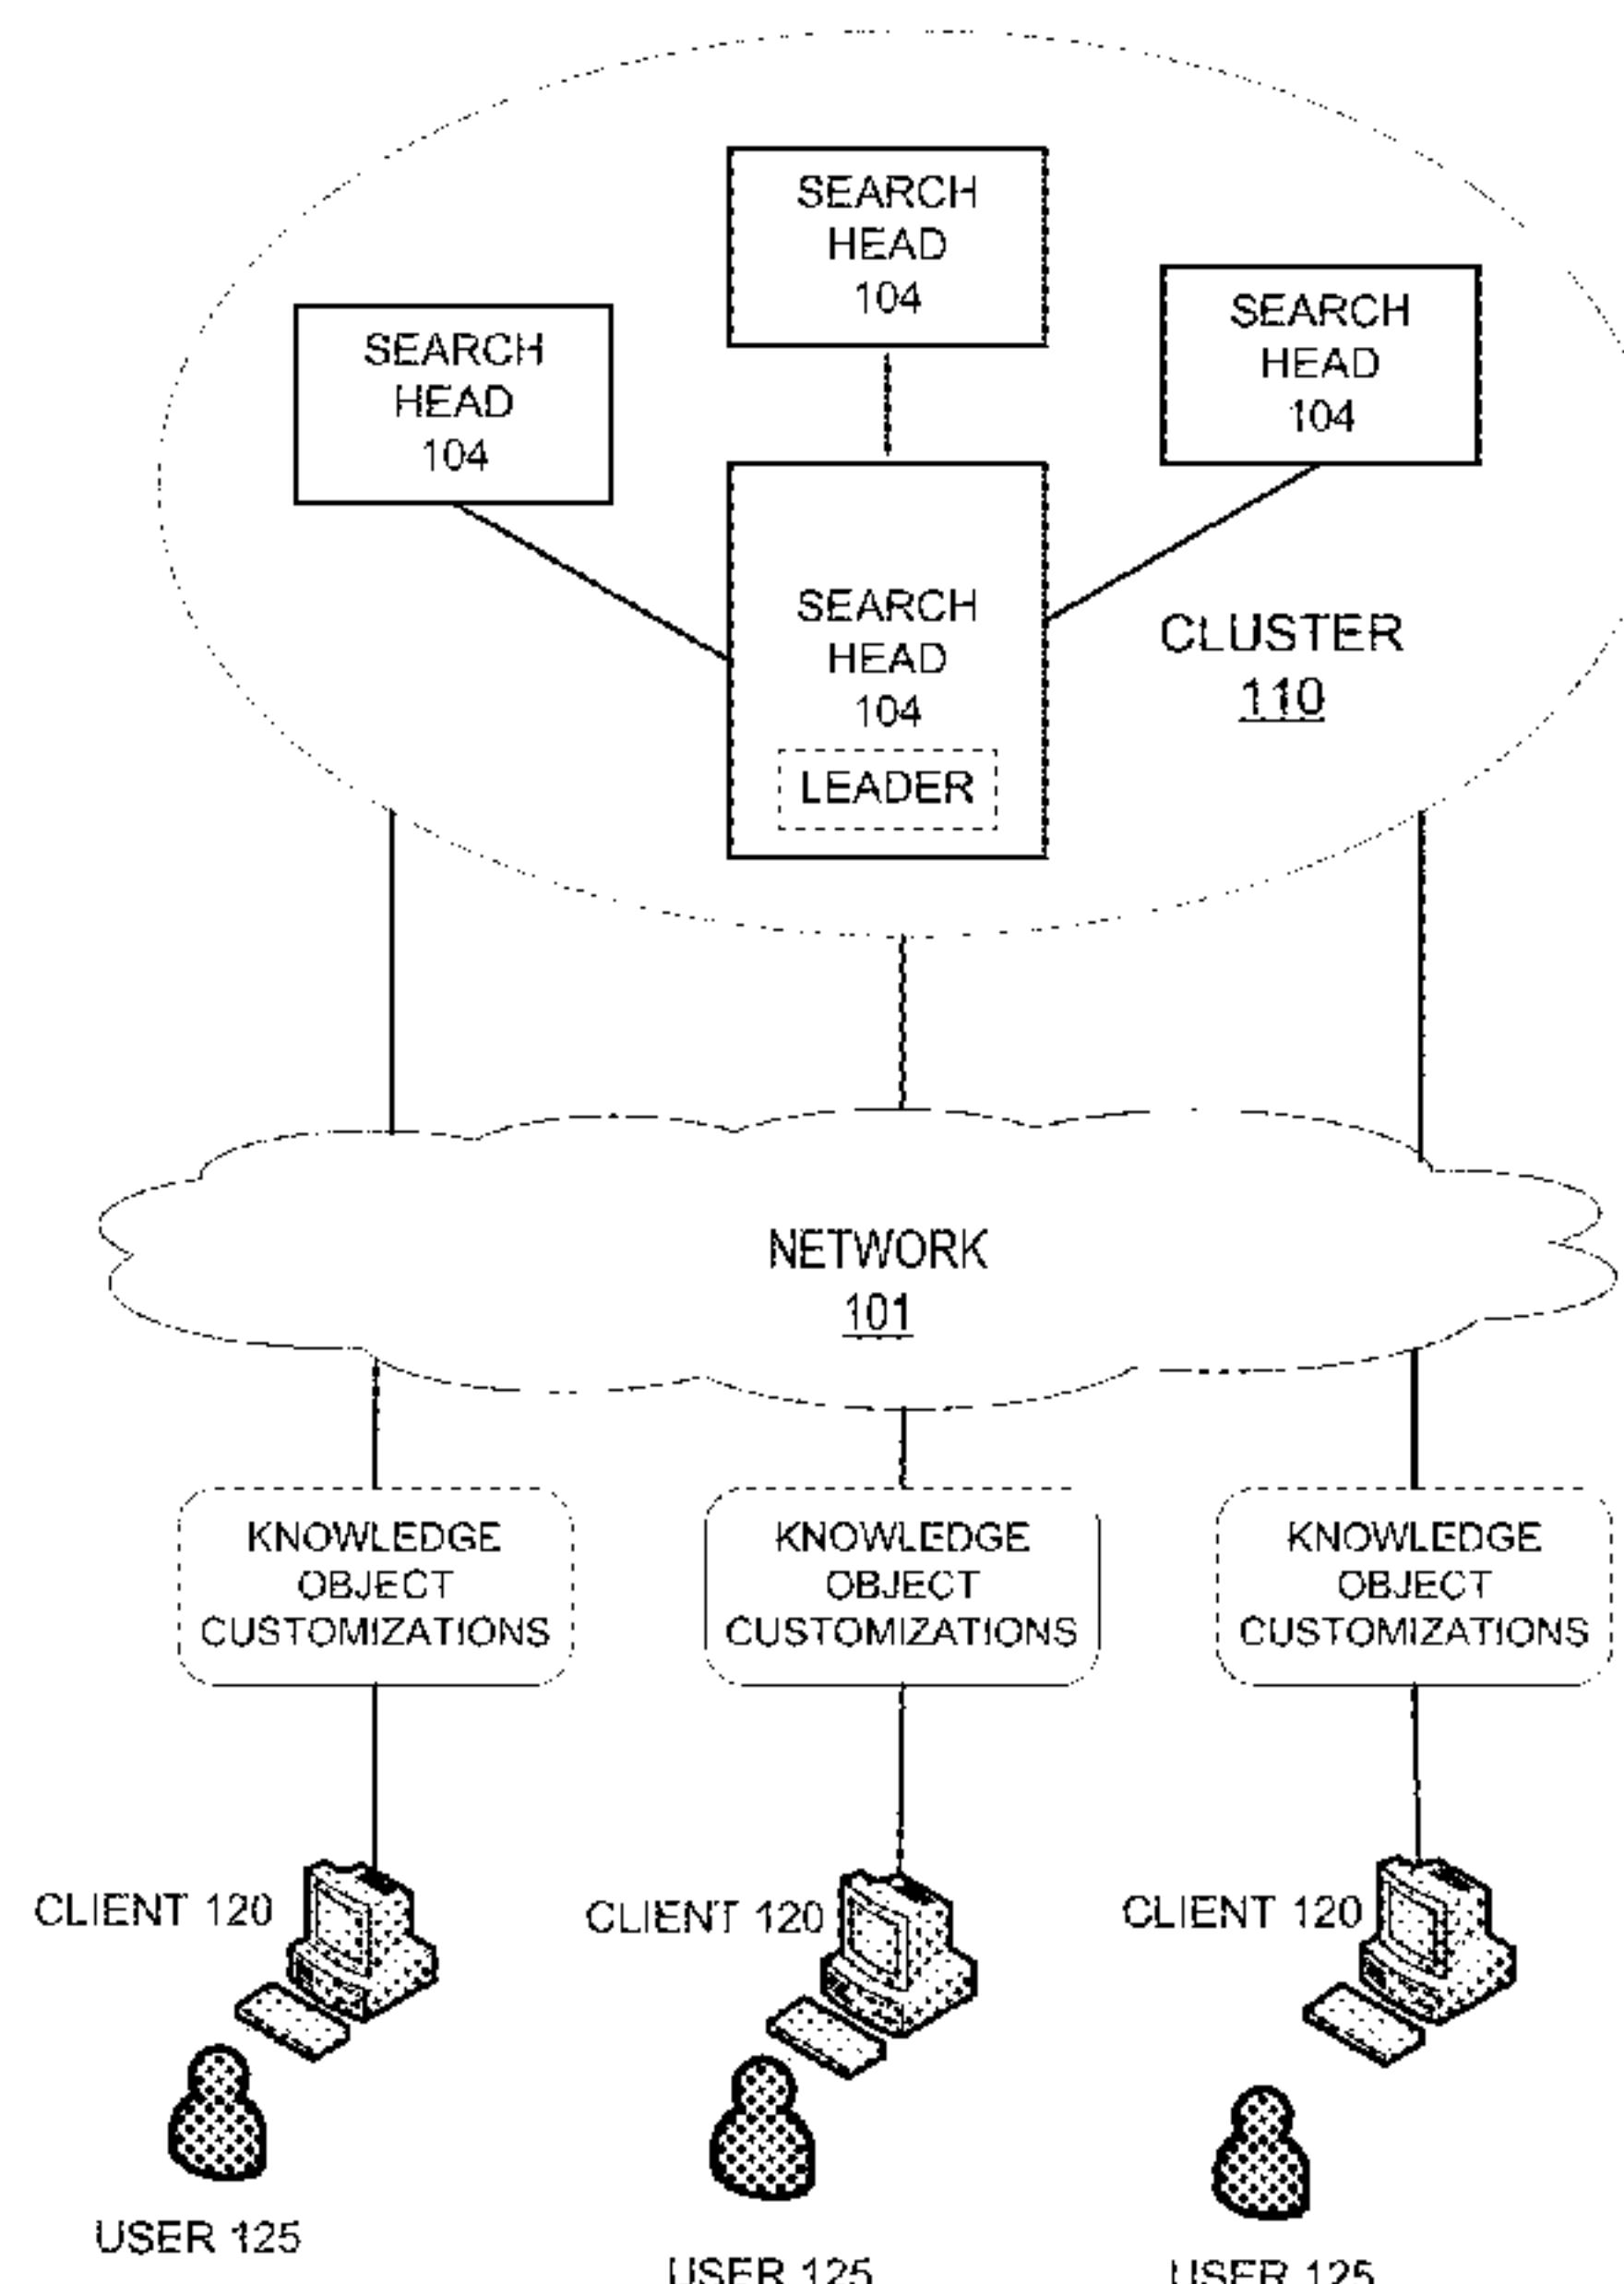 SEARCH
HEAD
104
SEARCH
HEAD
104
SEARCH
HEAD
104
SEARCH
HEAD
104
LEADER
CLUSTER
110
NETWORK
101
KNOWLEDGE
OBJECT
CUSTOMIZATIONS
KNOWLEDGE
OBJECT
CUSTOMIZATIONS
KNOWLEDGE
OBJECT
CUSTOMIZATIONS
CLIENT 120
CLIENT 120
CLIENT 120
USER 125
USER 125
USER 125